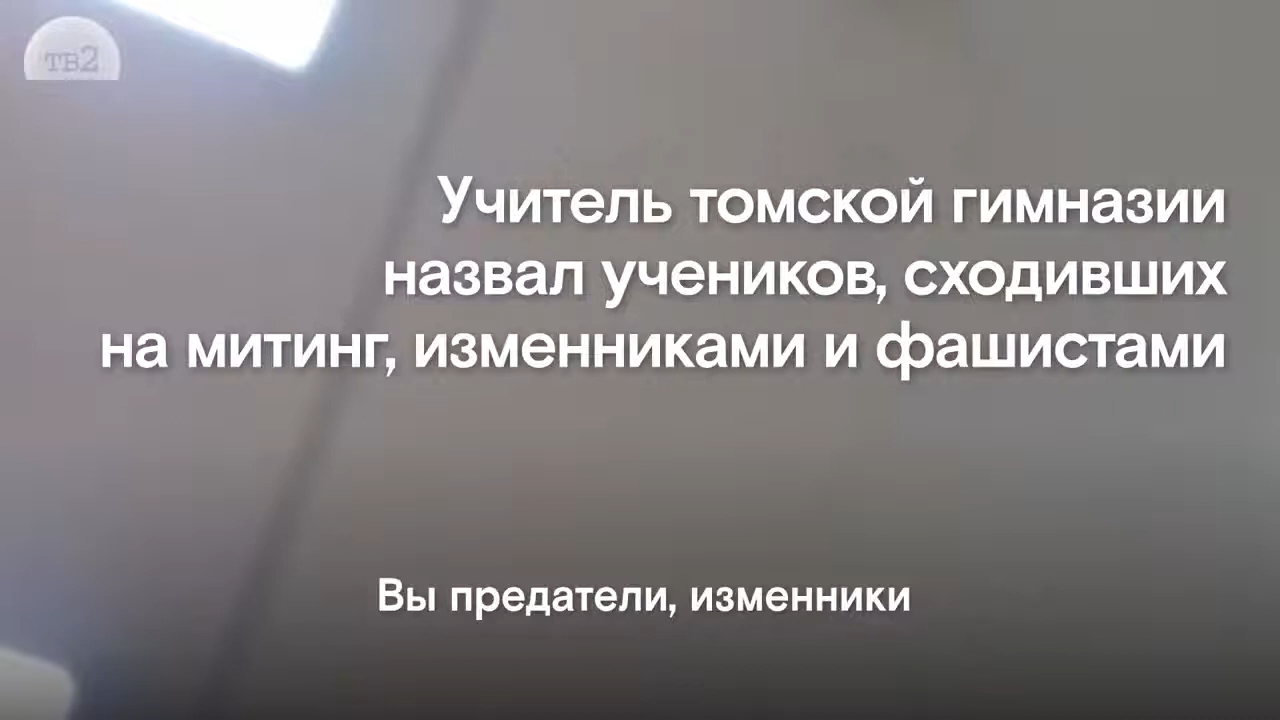 тв2
Учитель томской гимназии
назвал учеников, сходивших
на митинг, изменниками и фашистами
Вы предатели, изменники